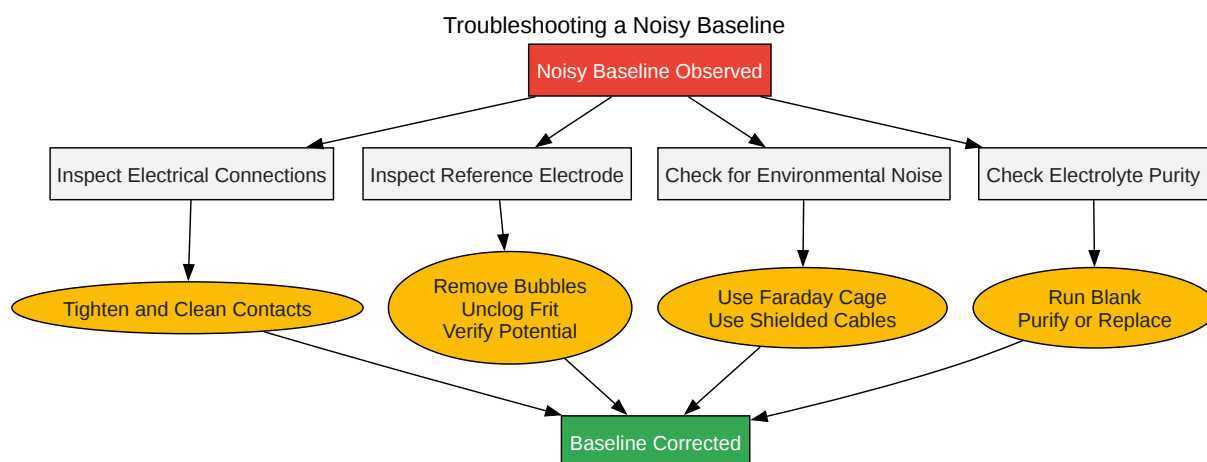 Troubleshooting a Noisy Baseline
Noisy Baseline Observed
Inspect Electrical Connections
Inspect Reference Electrode
Check for Environmental Noise
Check Electrolyte Purity
Tighten and Clean Contacts
Remove Bubbles
Unclog Frit
Verify Potential
Use Faraday Cage
Use Shielded Cables
Run Blank
Purify or Replace
Baseline Corrected